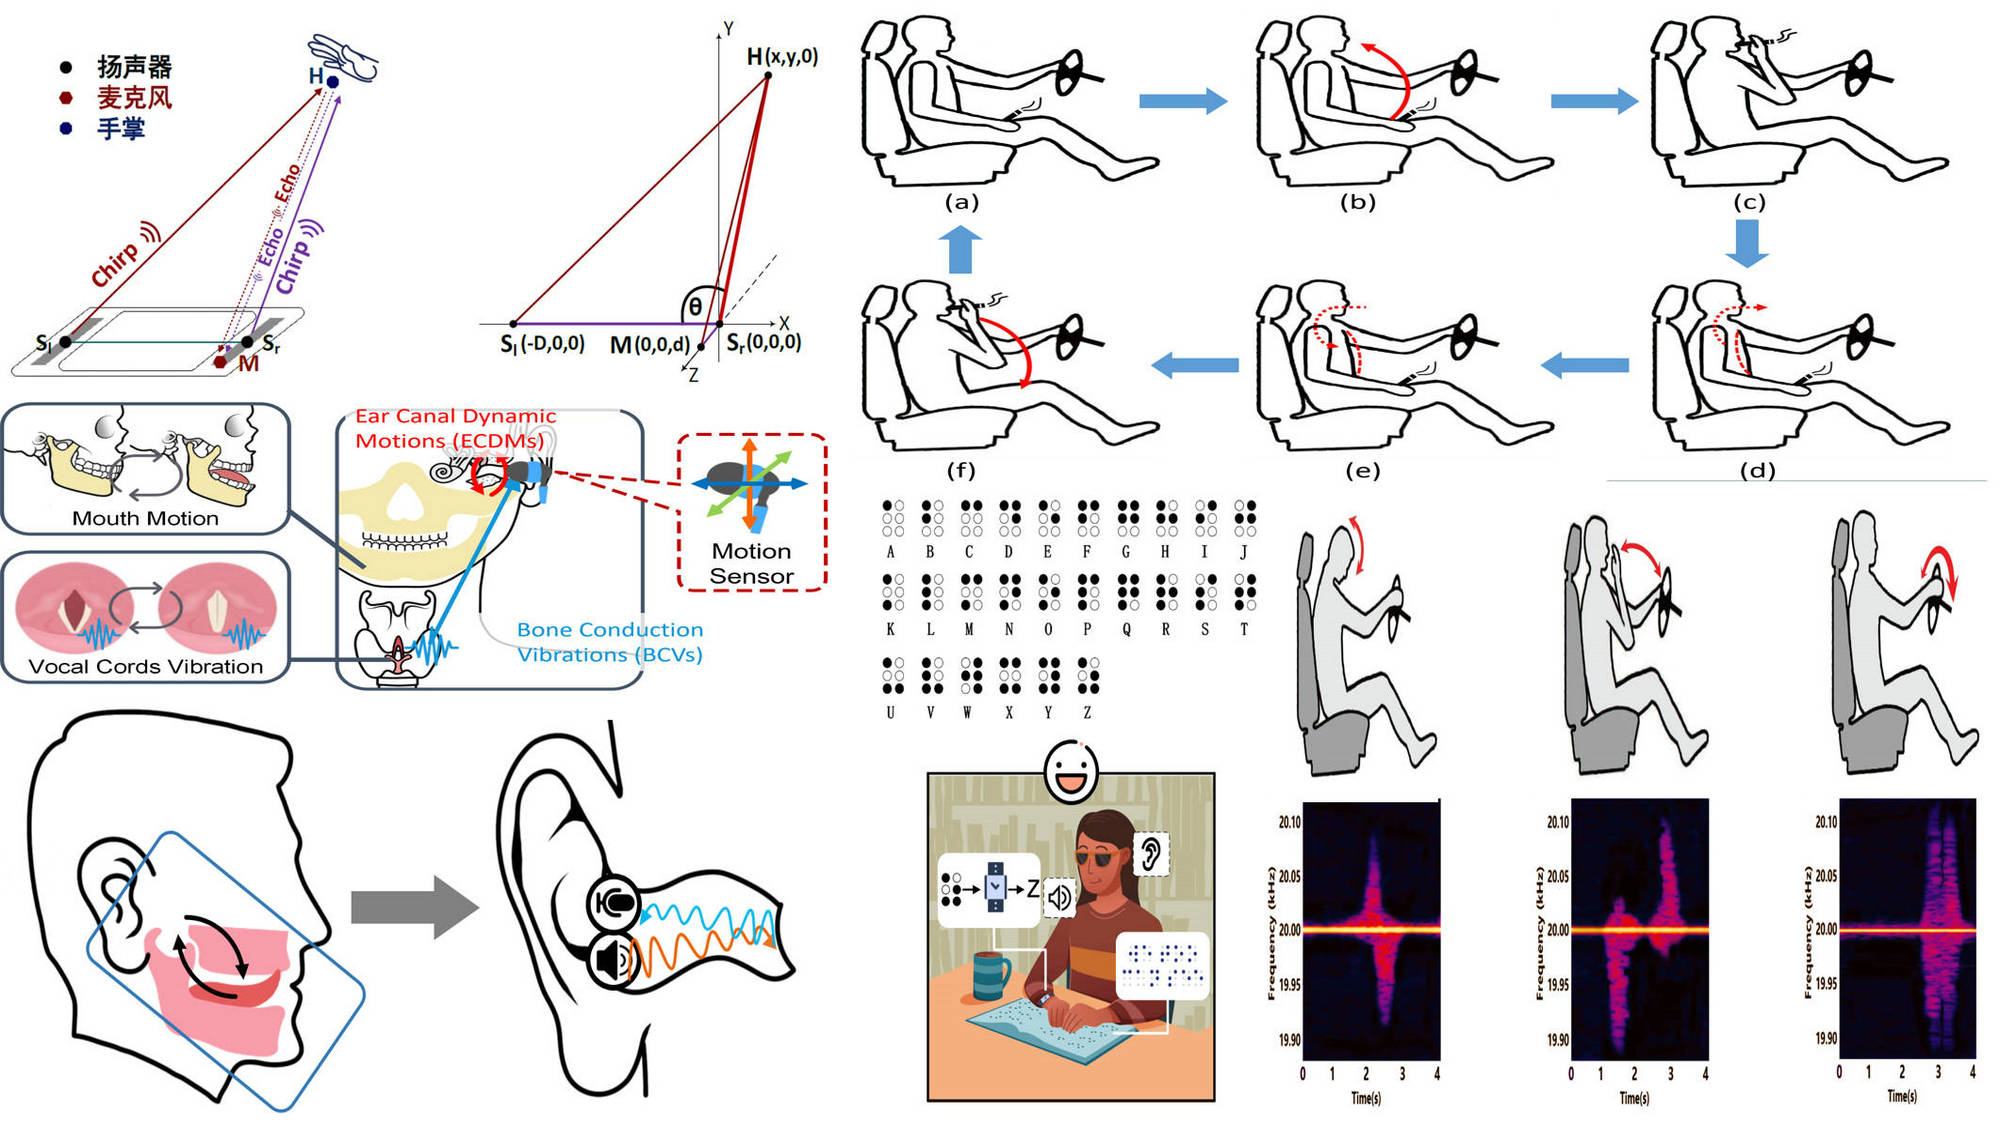 扬声器
麦克风
手掌
H
Echo
Echo
Chirp
Chirp
Sl
Sr
M
Y
H(x,y,0)
θ
X
Sl(-D,0,0)
M(0,0,d)
Sr(0,0,0)
Z
(a)
(b)
(c)
(f)
(e)
(d)
Mouth Motion
Vocal Cords Vibration
Ear Canal Dynamic
Motions (ECDMs)
Bone Conduction
Vibrations (BCVs)
Motion
Sensor
A B C D E F G H I J
K L M N O P Q R S T
U V W X Y Z
Z
20.10
20.05
20.00
19.95
19.90
Frequency (kHz)
0 1 2 3 4
Time(s)
20.10
20.05
20.00
19.95
19.90
Frequency (kHz)
0 1 2 3 4
Time(s)
20.10
20.05
20.00
19.95
19.90
Frequency (kHz)
0 1 2 3 4
Time(s)